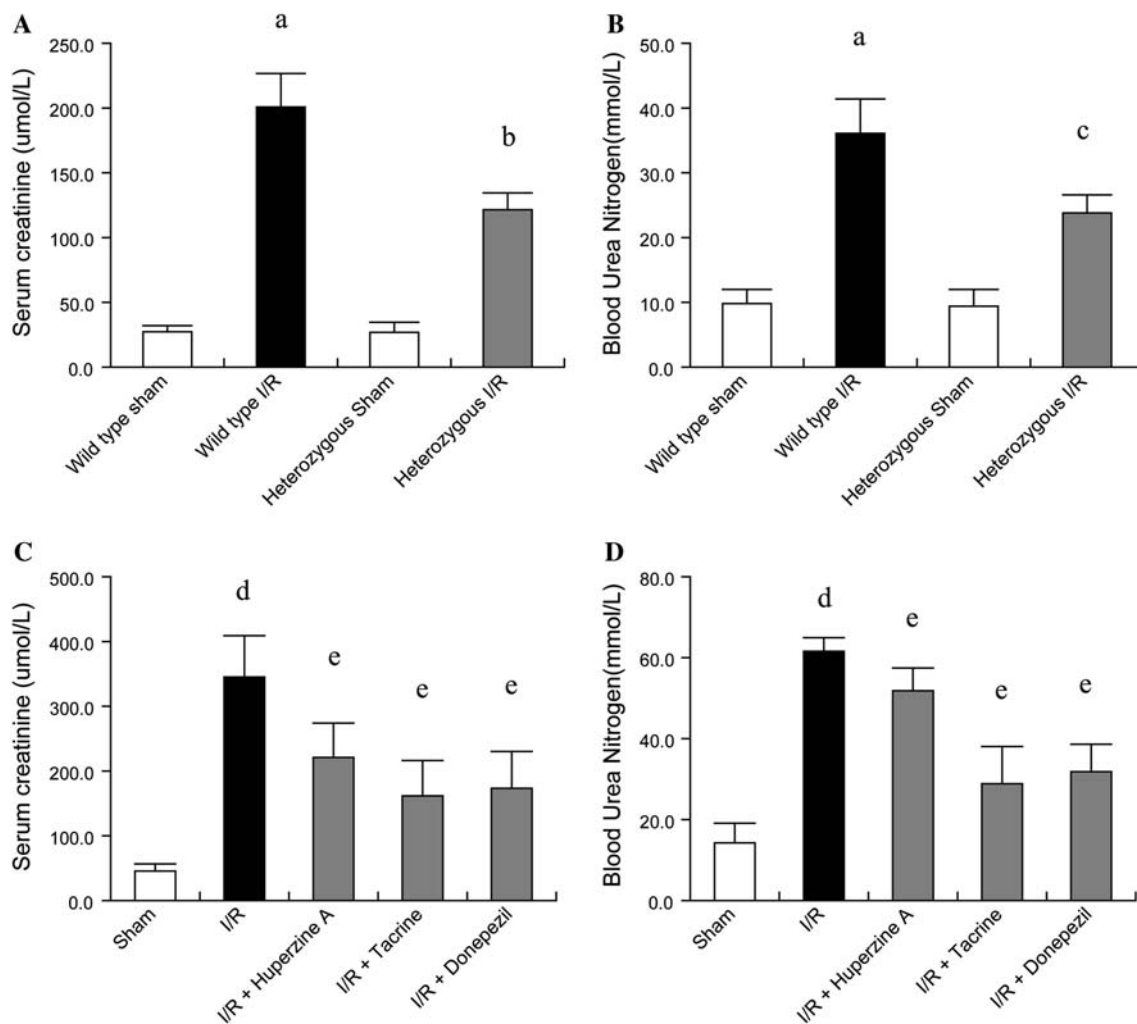 A
a
250.0
200.0
150.0
100.0
50.0
0.0
Serum creatinine (umol/L)
b
Wild type sham
Wild type I/R
Heterozygous Sham
Heterozygous I/R
B
a
50.0
40.0
30.0
20.0
10.0
0.0
Blood Urea Nitrogen(mmol/L)
c
Wild type sham
Wild type I/R
Heterozygous Sham
Heterozygous I/R
C
500.0
400.0
300.0
200.0
100.0
0.0
Serum creatinine (umol/L)
d
e
e
e
Sham
I/R
I/R + Huperzine A
I/R + Tacrine
I/R + Donepezil
D
80.0
60.0
40.0
20.0
0.0
Blood Urea Nitrogen(mmol/L)
d
e
e
e
Sham
I/R
I/R + Huperzine A
I/R + Tacrine
I/R + Donepezil